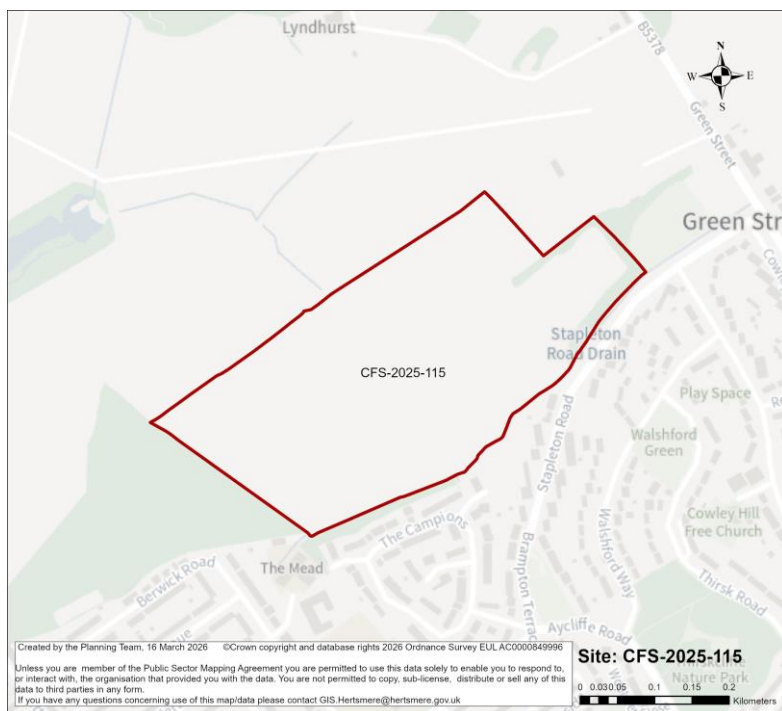 Lyndhurst
B5378
N
W E
S
Green Street
Green Str
Stapleton
Road Drain
CFS-2025-115
Play Space
Walshford
Green
Stapleton Road
Cowley Hill
Free Church
The Campions
Walshford Way
Thirsk Road
Berwick Road
The Mead
Brampton Terrac
Aycliffe Road
Nature Park
Created by the Planning Team, 16 March 2026 ©Crown copyright and database rights 2026 Ordnance Survey EUL AC0000849996
Unless you are member of the Public Sector Mapping Agreement you are permitted to use this data solely to enable you to respond to,
or interact with, the organisation that provided you with the data. You are not permitted to copy, sub-license, distribute or sell any of this
data to third parties in any form.
If you have any questions concerning use of this map/data please contact GIS.Hertsmere@hertsmere.gov.uk
Site: CFS-2025-115
0 0.03 0.05 0.1 0.15 0.2
Kilometers